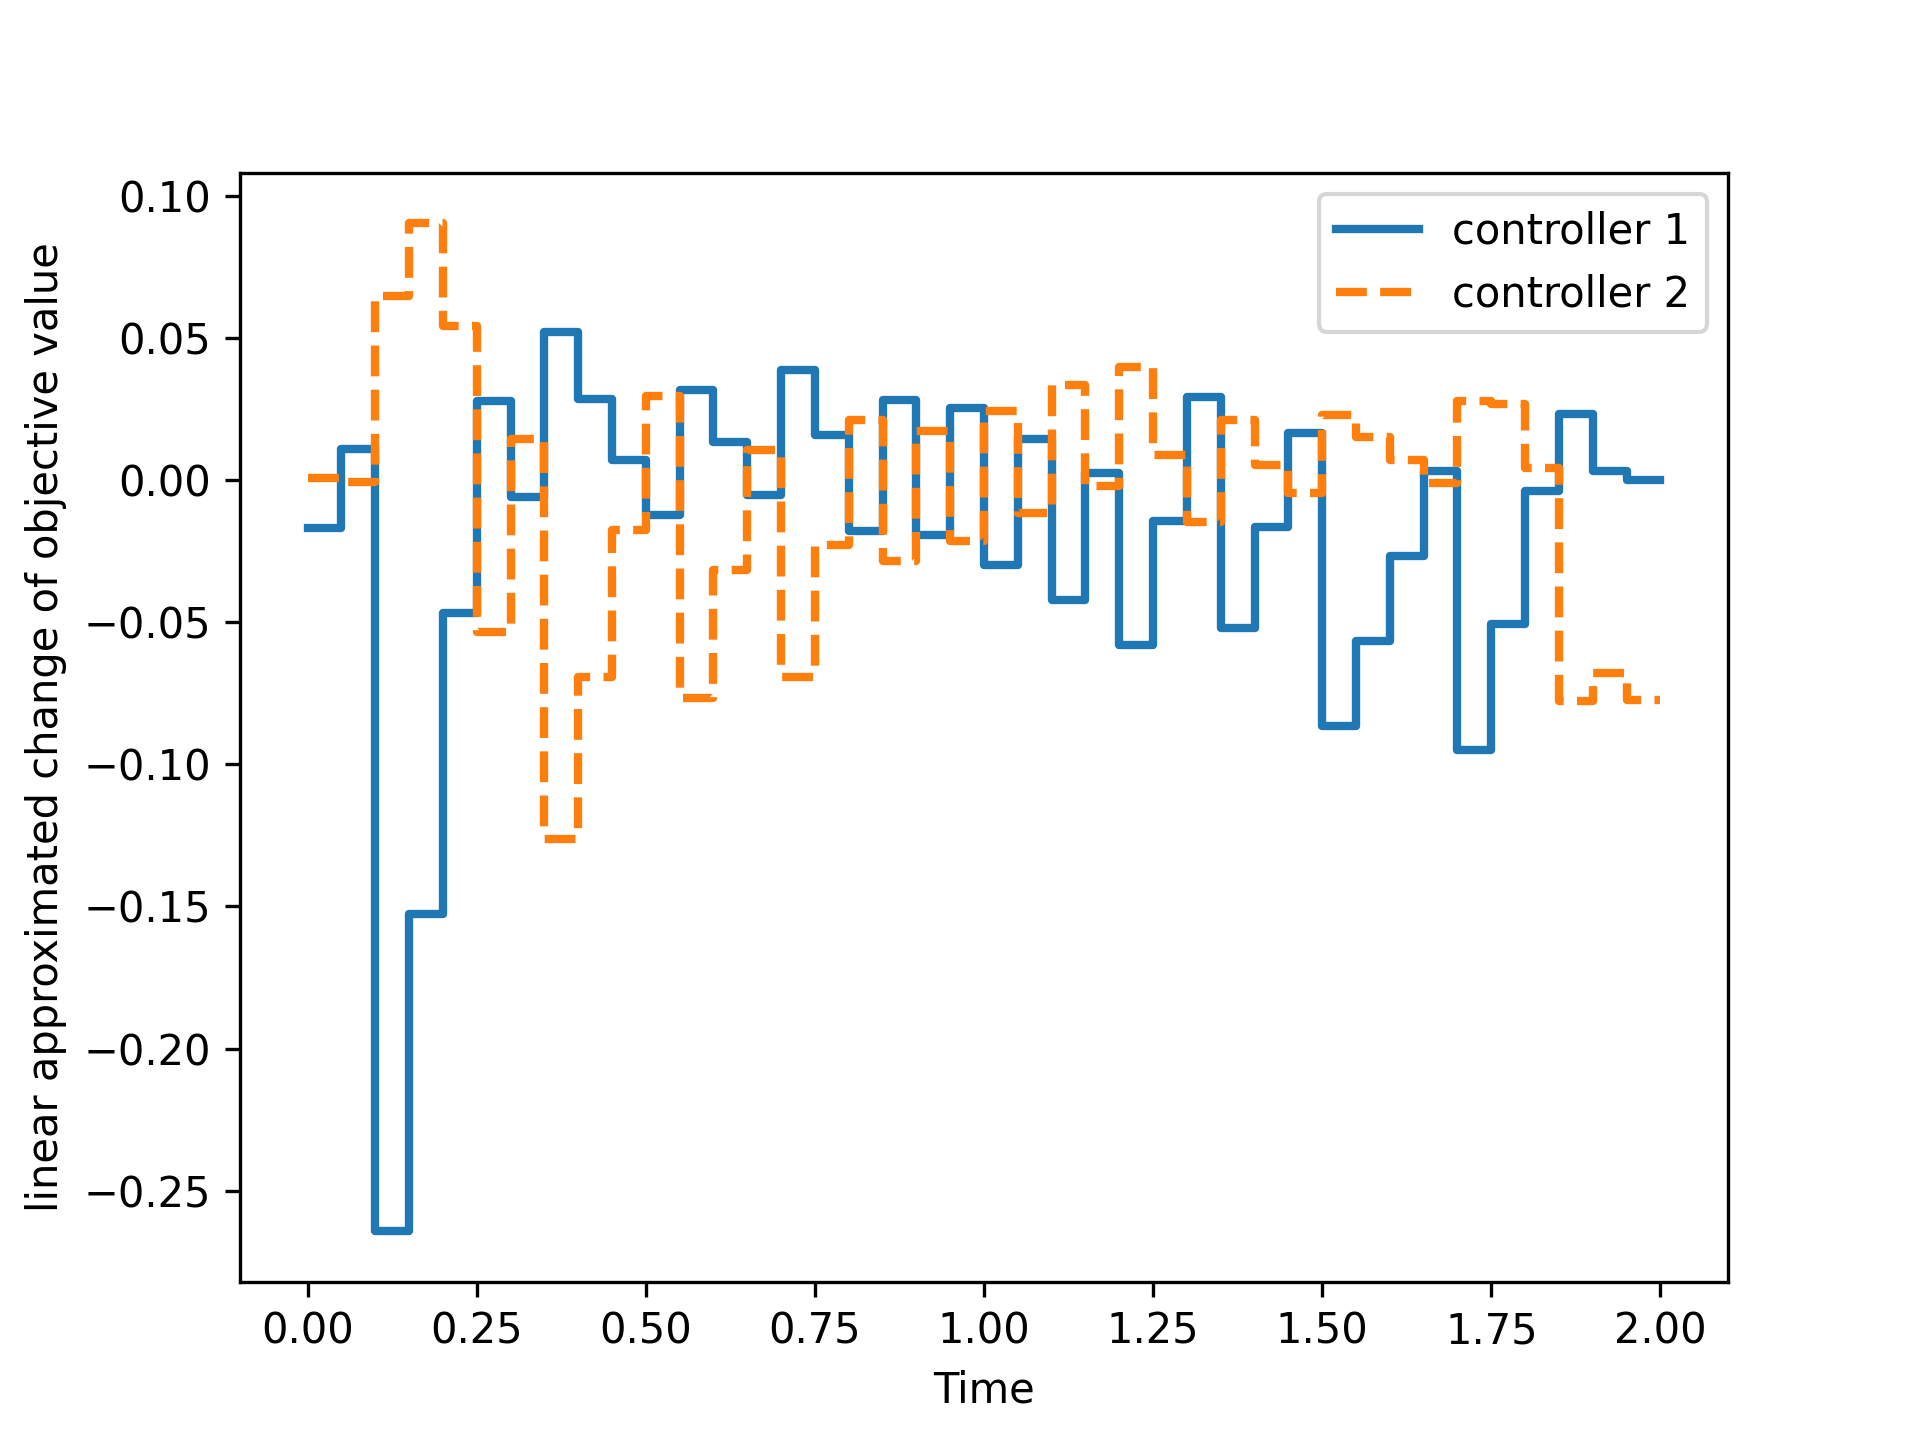 controller 1
controller 2
linear approximated change of objective value
0.10
0.05
0.00
−0.05
−0.10
−0.15
−0.20
−0.25
0.00 0.25 0.50 0.75 1.00 1.25 1.50 1.75 2.00
Time